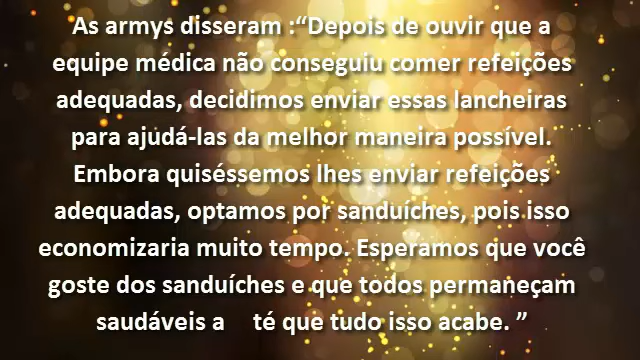 As armys disseram :“Depois de ouvir que a
equipe médica não conseguiu comer refeições
adequadas, decidimos enviar essas lancheiras
para ajudá-las da melhor maneira possível.
Embora quiséssemos lhes enviar refeições
adequadas, optamos por sanduíches, pois isso
economizaria muito tempo. Esperamos que você
goste dos sanduíches e que todos permaneçam
saudáveis a té que tudo isso acabe. ”